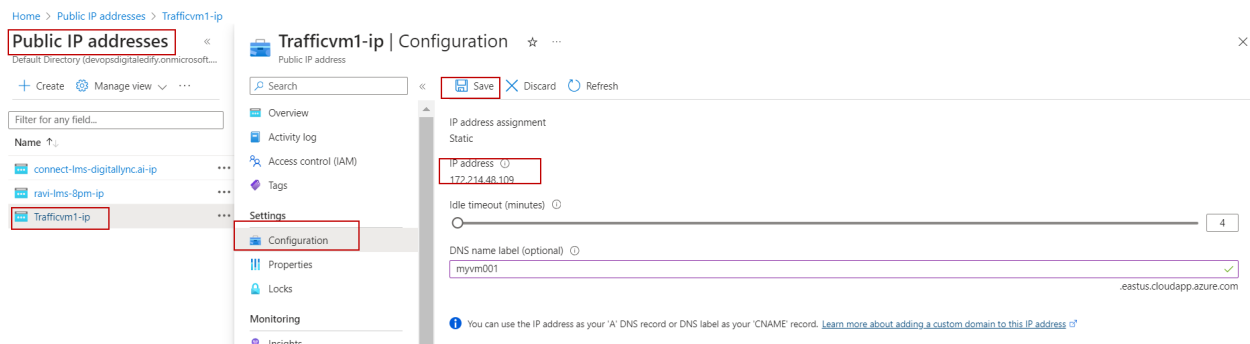 Home > Public IP addresses > Trafficvm1-ip
Public IP addresses «
Default Directory (devopsdigitaledify.onmicrosoft....
+ Create Manage view ...
Filter for any field...
Name ↑↓
connect-lms-digitallync.ai-ip ...
ravi-lms-8pm-ip ...
Trafficvm1-ip ...
Trafficvm1-ip | Configuration ☆ ...
Public IP address
Search «
Overview
Activity log
Access control (IAM)
Tags
Settings
Configuration
Properties
Locks
Monitoring
Insights
Save Discard Refresh
IP address assignment
Static
IP address
172.214.48.109
Idle timeout (minutes)
4
DNS name label (optional)
myvm001
.eastus.cloudapp.azure.com
You can use the IP address as your 'A' DNS record or DNS label as your 'CNAME' record. Learn more about adding a custom domain to this IP address